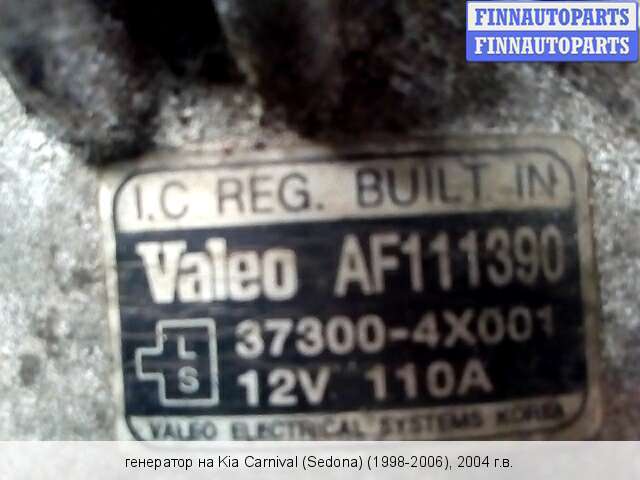 FINNAUTOPARTS
FINNAUTOPARTS
I.C REG. BUILT IN
Valeo AF111390
37300-4X001
L
S
12V 110A
VALEO ELECTRICAL SYSTEMS KOREA
генератор на Kia Carnival (Sedona) (1998-2006), 2004 г.в.